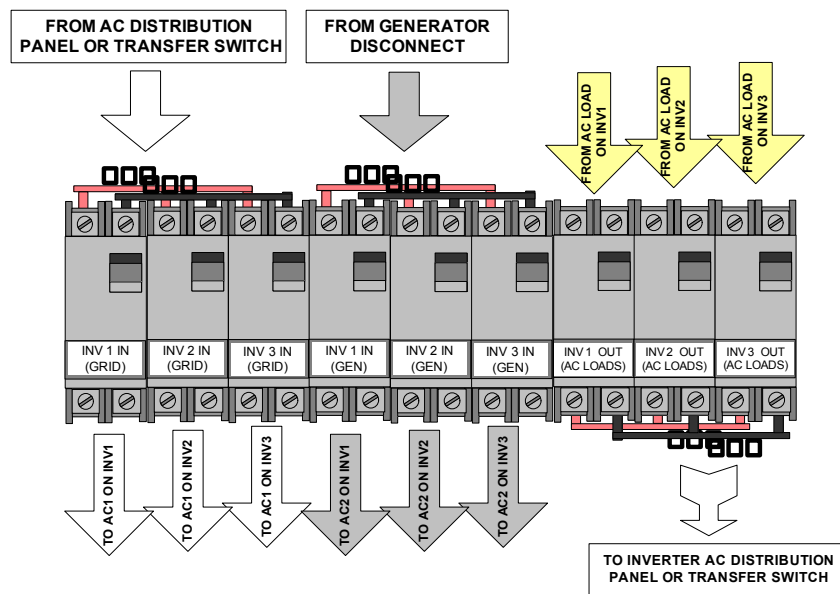 FROM AC DISTRIBUTION
PANEL OR TRANSFER SWITCH
FROM GENERATOR
DISCONNECT
FROM AC LOAD
ON INV1
FROM AC LOAD
ON INV2
FROM AC LOAD
ON INV3
INV 1 IN
(GRID)
INV 2 IN
(GRID)
INV 3 IN
(GRID)
INV 1 IN
(GEN)
INV 2 IN
(GEN)
INV 3 IN
(GEN)
INV 1 OUT
(AC LOADS)
INV2 OUT
(AC LOADS)
INV 3 OUT
(AC LOADS)
TO AC1 ON INV1
TO AC1 ON INV2
TO AC1 ON INV3
TO AC2 ON INV1
TO AC2 ON INV2
TO AC2 ON INV3
TO INVERTER AC DISTRIBUTION
PANEL OR TRANSFER SWITCH